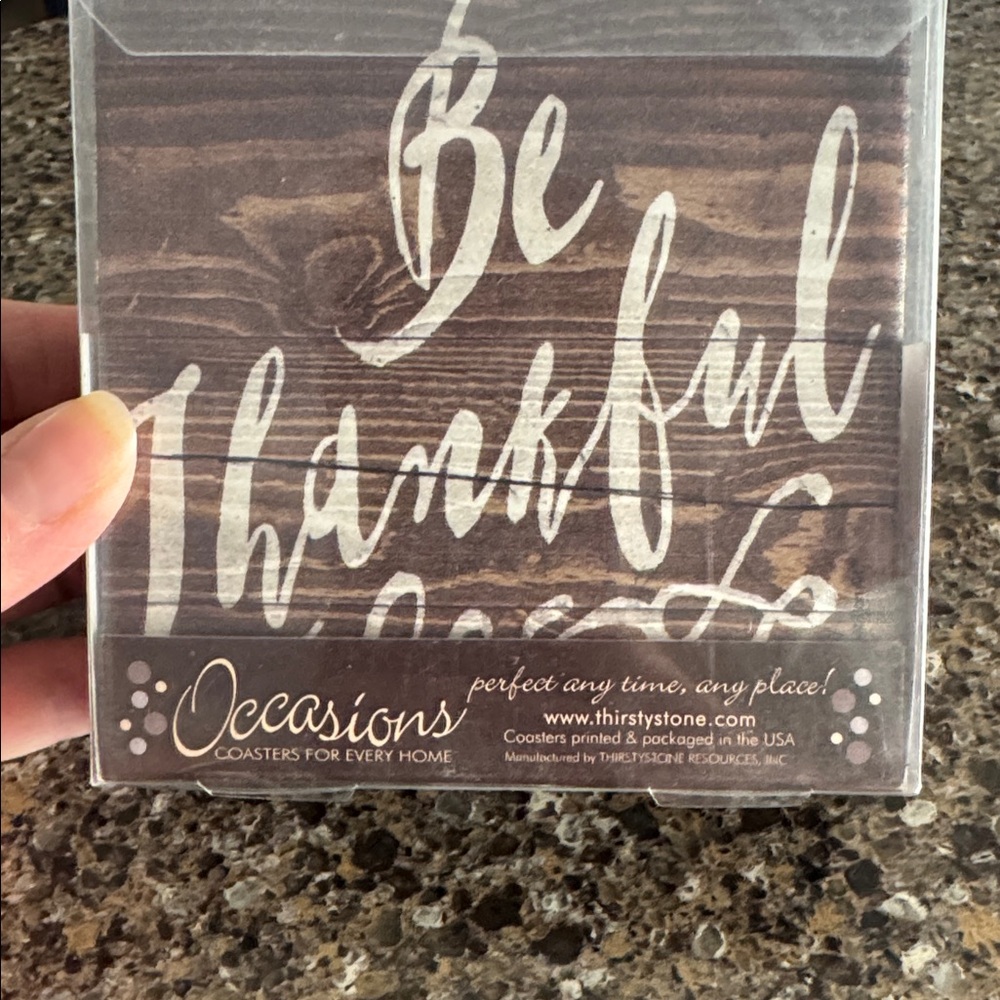 Be
Thankful
Occasions
COASTERS FOR EVERY HOME
perfect any time, any place!
www.thirstystone.com
Coasters printed & packaged in the USA
Manufactured by THIRSTYSTONE RESOURCES, INC